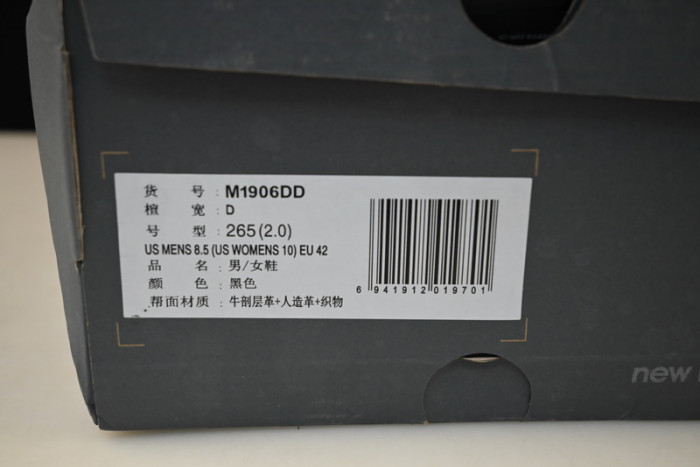 货 号 : M1906DD
楦 宽 : D
号 型 : 265(2.0)
US MENS 8.5 (US WOMENS 10) EU 42
品 名 : 男/女鞋
颜 色 : 黑色
帮面材质 : 牛剖层革+人造革+织物
6 941912 019701
new